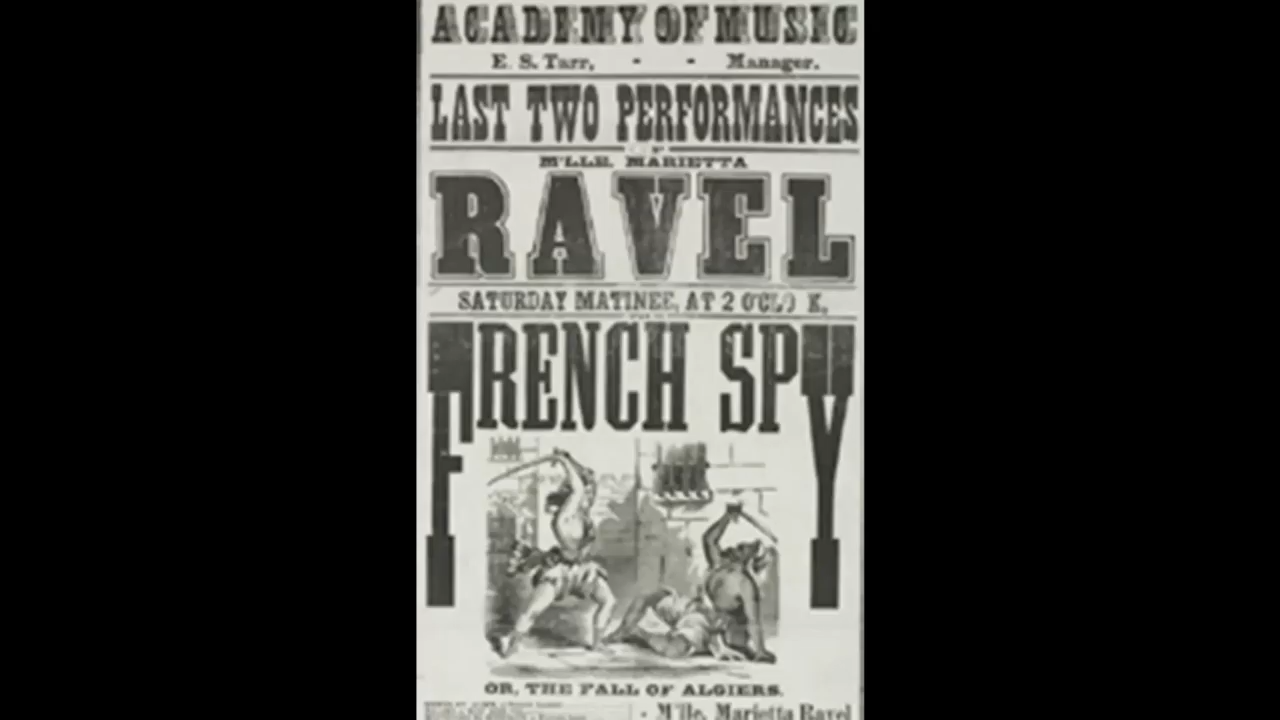 ACADEMY OF MUSIC
E. S. Tarr, - - Manager.
LAST TWO PERFORMANCES
M'LLE. MARIETTA
RAVEL
SATURDAY MATINEE, AT 2 O'CLO K,
FRENCH SPY
OR, THE FALL OF ALGIERS.
- M'lle. Marietta Ravel